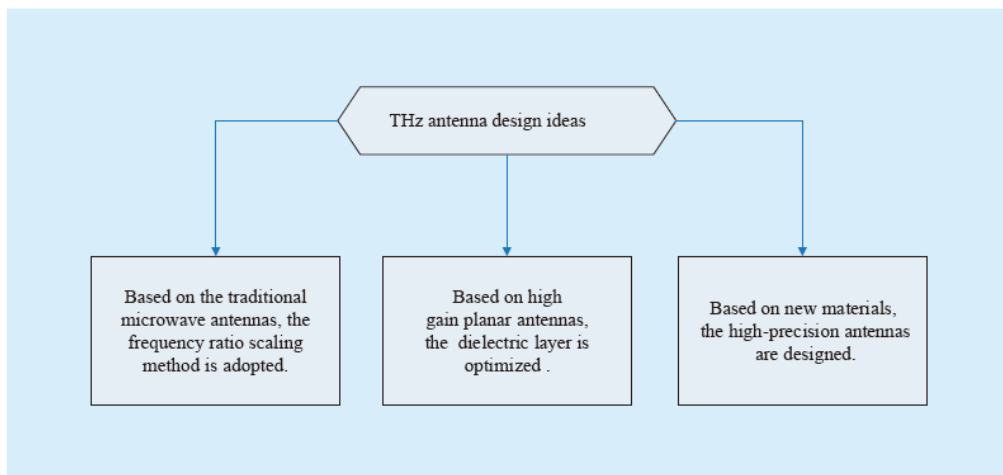 THz antenna design ideas
Based on the traditional
microwave antennas, the
frequency ratio scaling
method is adopted.
Based on high
gain planar antennas,
the dielectric layer is
optimized .
Based on new materials,
the high-precision antennas
are designed.